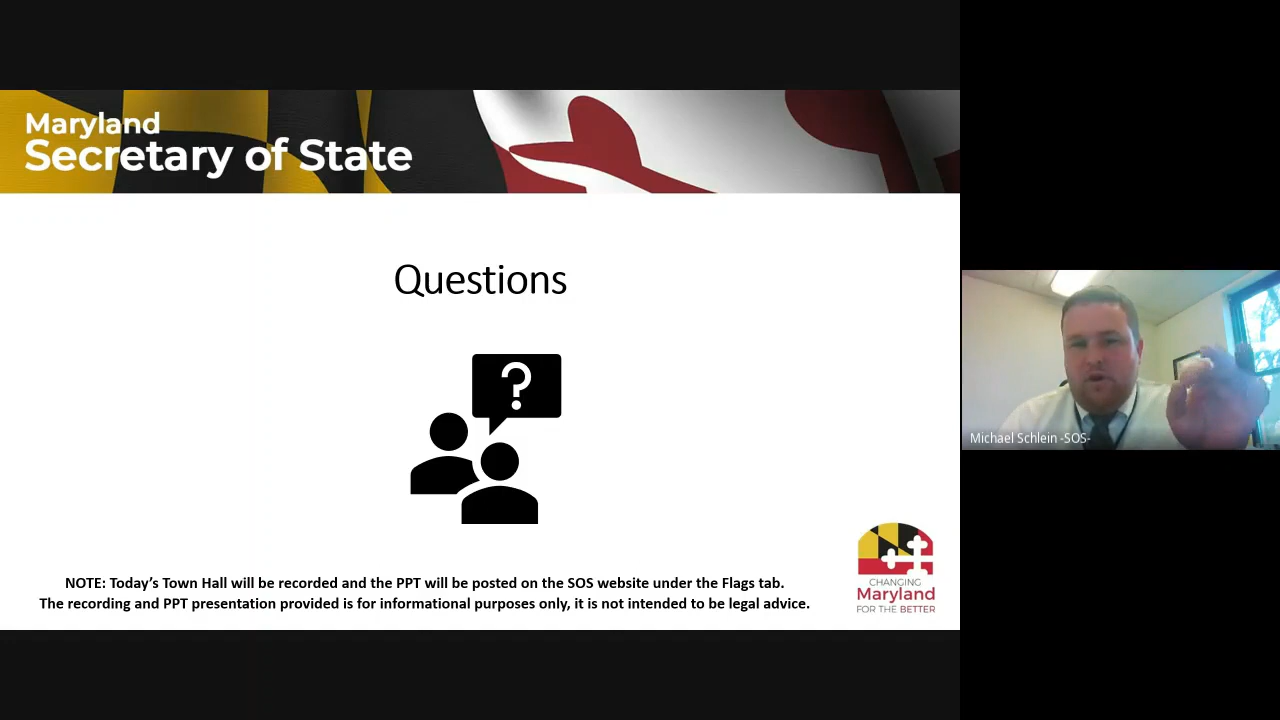 Maryland
Secretary of State
Questions
?
NOTE: Today's Town Hall will be recorded and the PPT will be posted on the SOS website under the Flags tab.
The recording and PPT presentation provided is for informational purposes only, it is not intended to be legal advice.
CHANGING
Maryland
FOR THE BETTER
Michael Schlein -SOS-